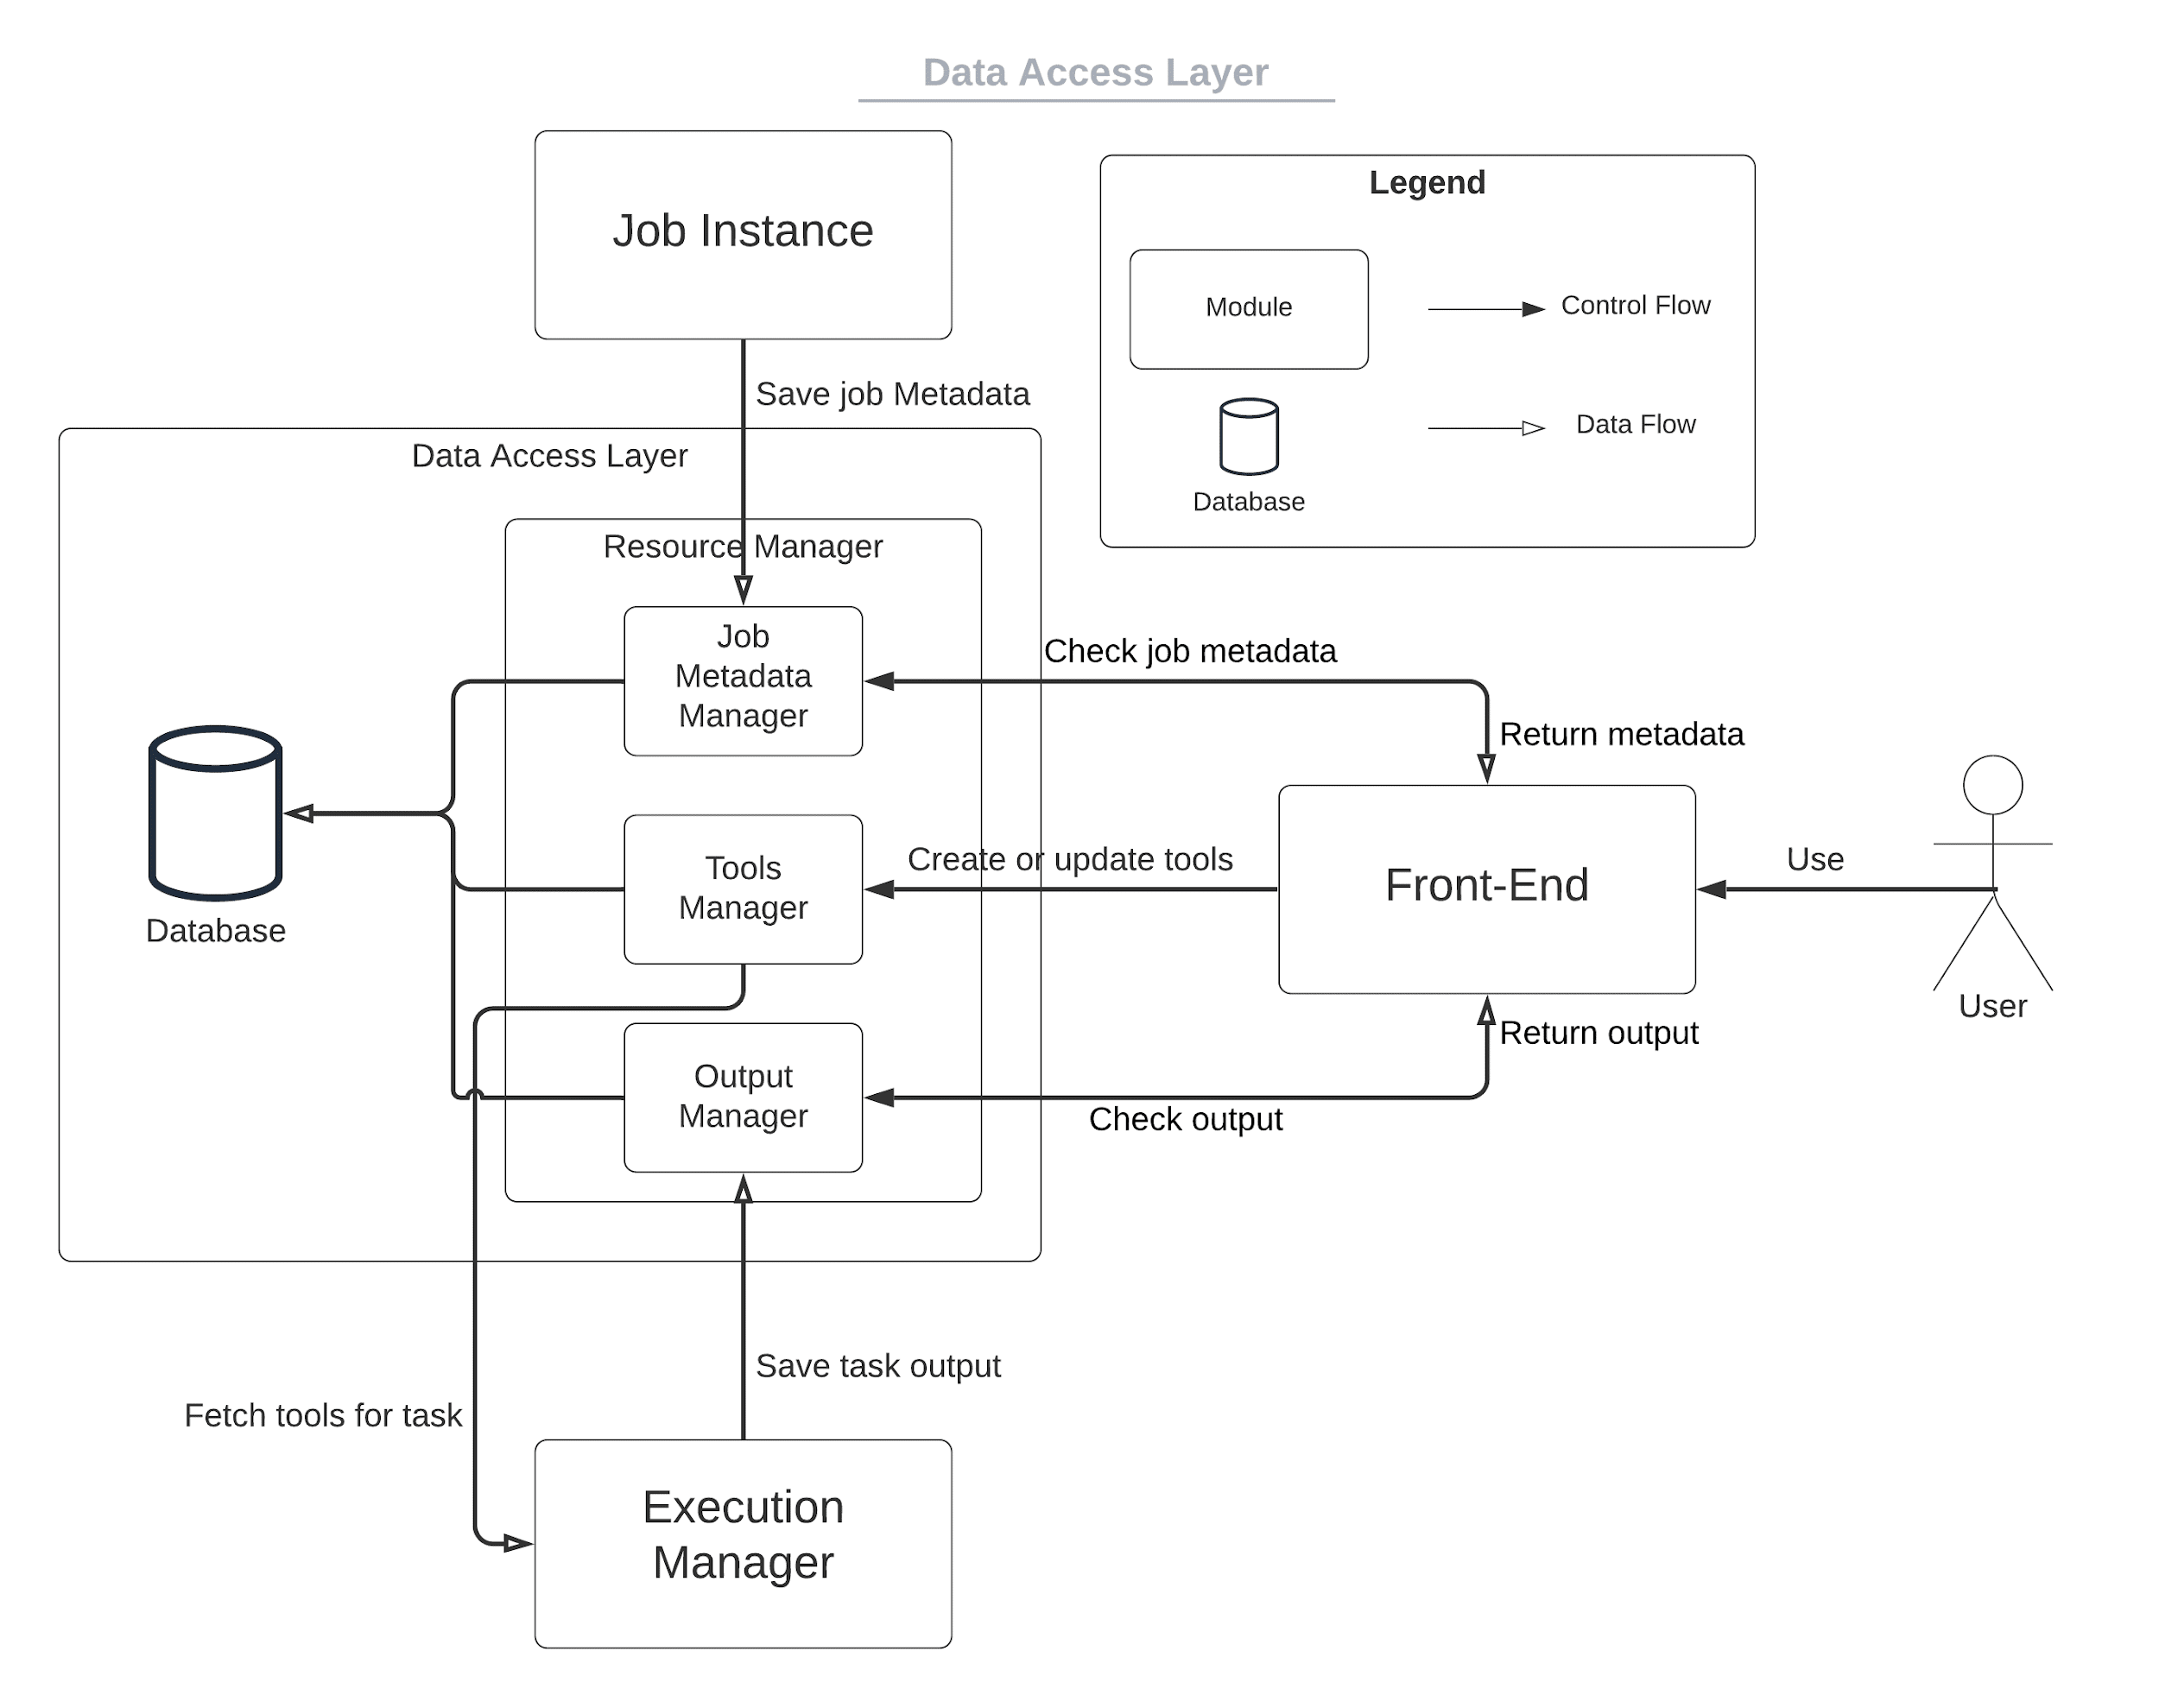 Data Access Layer
Job Instance
Legend
Module
Control Flow
Data Flow
Database
Save job Metadata
Data Access Layer
Resource Manager
Job
Metadata
Manager
Check job metadata
Return metadata
Tools
Manager
Create or update tools
Front-End
Use
User
Database
Output
Manager
Return output
Check output
Save task output
Fetch tools for task
Execution
Manager